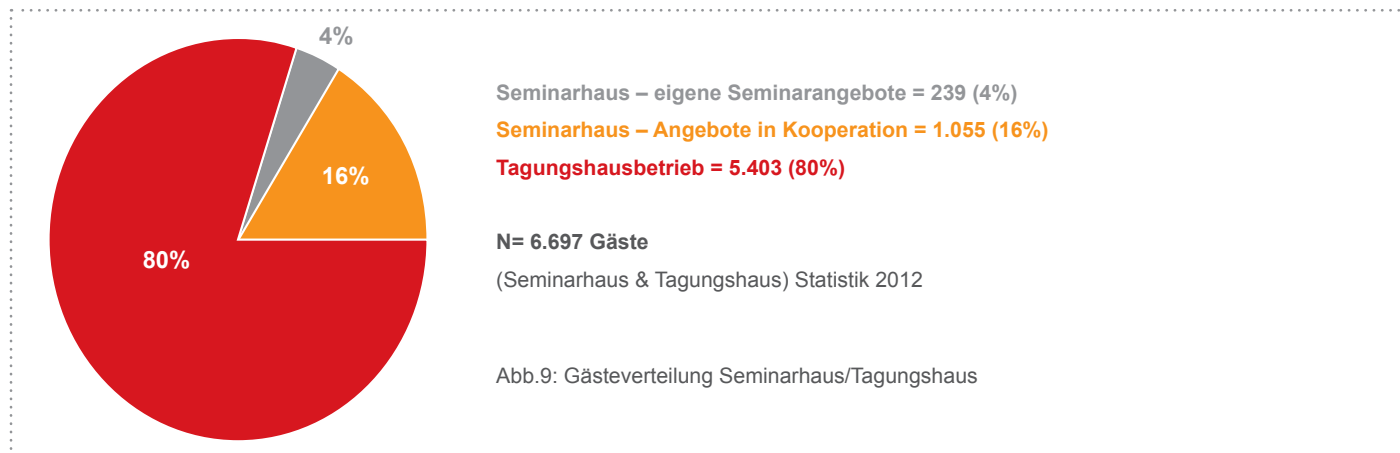 4%
16%
80%
Seminarhaus – eigene Seminarangebote = 239 (4%)
Seminarhaus – Angebote in Kooperation = 1.055 (16%)
Tagungshausbetrieb = 5.403 (80%)
N= 6.697 Gäste
(Seminarhaus & Tagungshaus) Statistik 2012
Abb.9: Gästeverteilung Seminarhaus/Tagungshaus